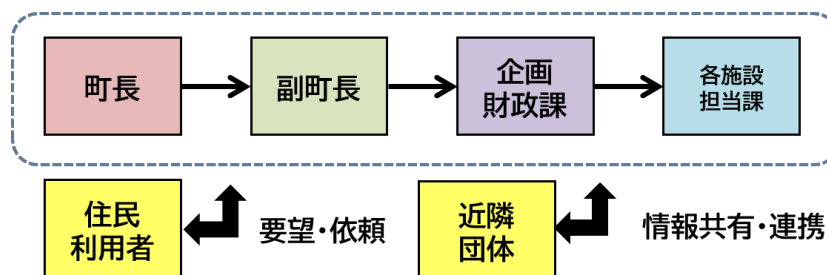 町長
副町長
企画
財政課
各施設
担当課
住民
利用者
要望・依頼
近隣
団体
情報共有・連携